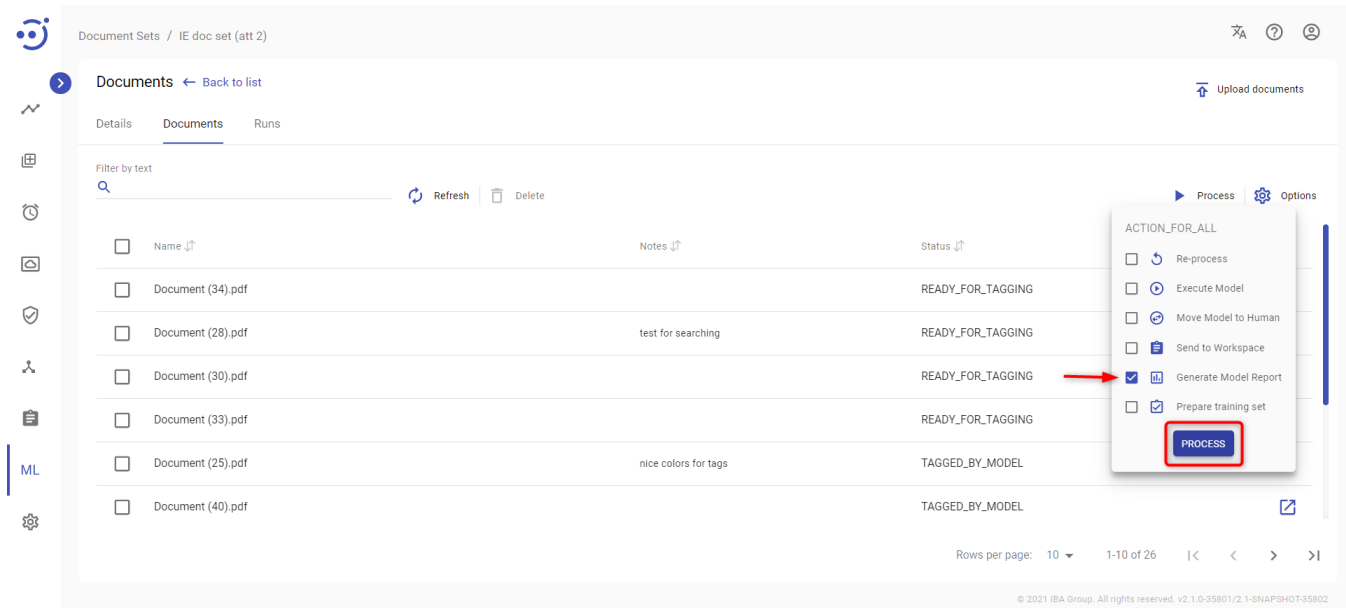 Document Sets / IE doc set (att 2)
Documents ← Back to list
Upload documents
Details Documents Runs
Filter by text
Refresh Delete Process Options
Name Notes Status
Document (34).pdf READY_FOR_TAGGING
Document (28).pdf test for searching READY_FOR_TAGGING
Document (30).pdf READY_FOR_TAGGING
Document (33).pdf READY_FOR_TAGGING
Document (25).pdf nice colors for tags TAGGED_BY_MODEL
Document (40).pdf TAGGED_BY_MODEL
ACTION_FOR_ALL
Re-process
Execute Model
Move Model to Human
Send to Workspace
Generate Model Report
Prepare training set
PROCESS
ML
Rows per page: 10 1-10 of 26
© 2021 IBA Group. All rights reserved. v2.1.0-35801/2.1-SNAPSHOT-35802